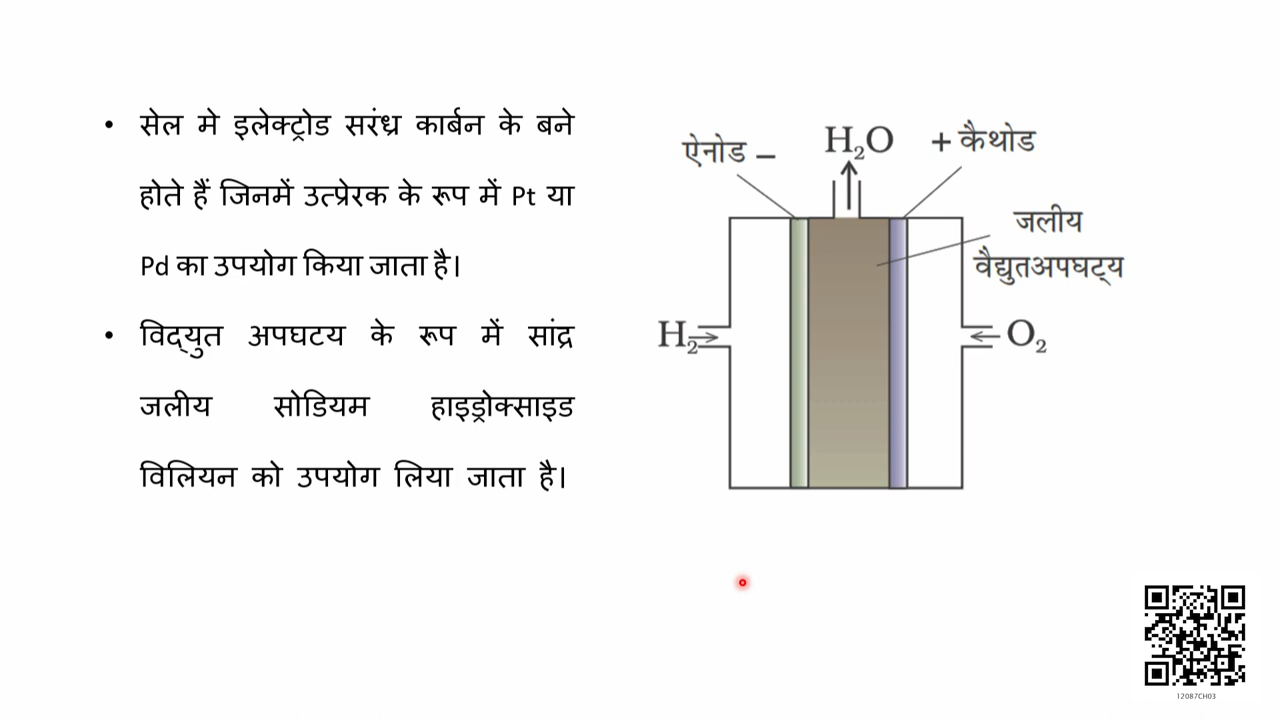 • सेल मे इलेक्ट्रोड सरंध्र कार्बन के बने
होते हैं जिनमें उत्प्रेरक के रूप में Pt या
Pd का उपयोग किया जाता है।
• विद्युत अपघटय के रूप में सांद्र
जलीय सोडियम हाइड्रोक्साइड
विलियन को उपयोग लिया जाता है।
ऐनोड –
H₂O
+ कैथोड
जलीय
वैद्युतअपघट्य
H₂
O₂
12087CH03